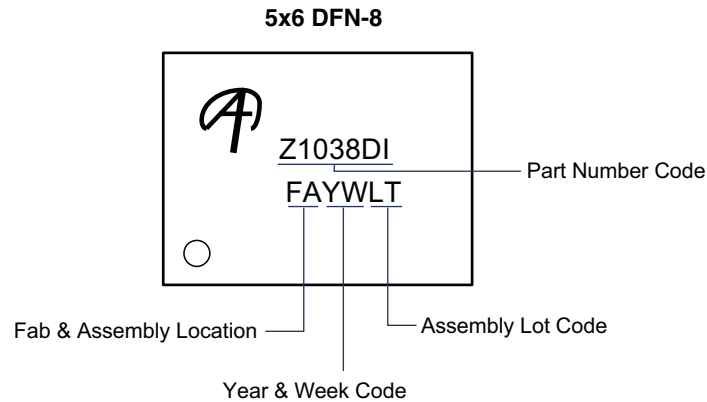 5x6 DFN-8
Z1038DI
Part Number Code
FAYWLT
Fab & Assembly Location
Assembly Lot Code
Year & Week Code